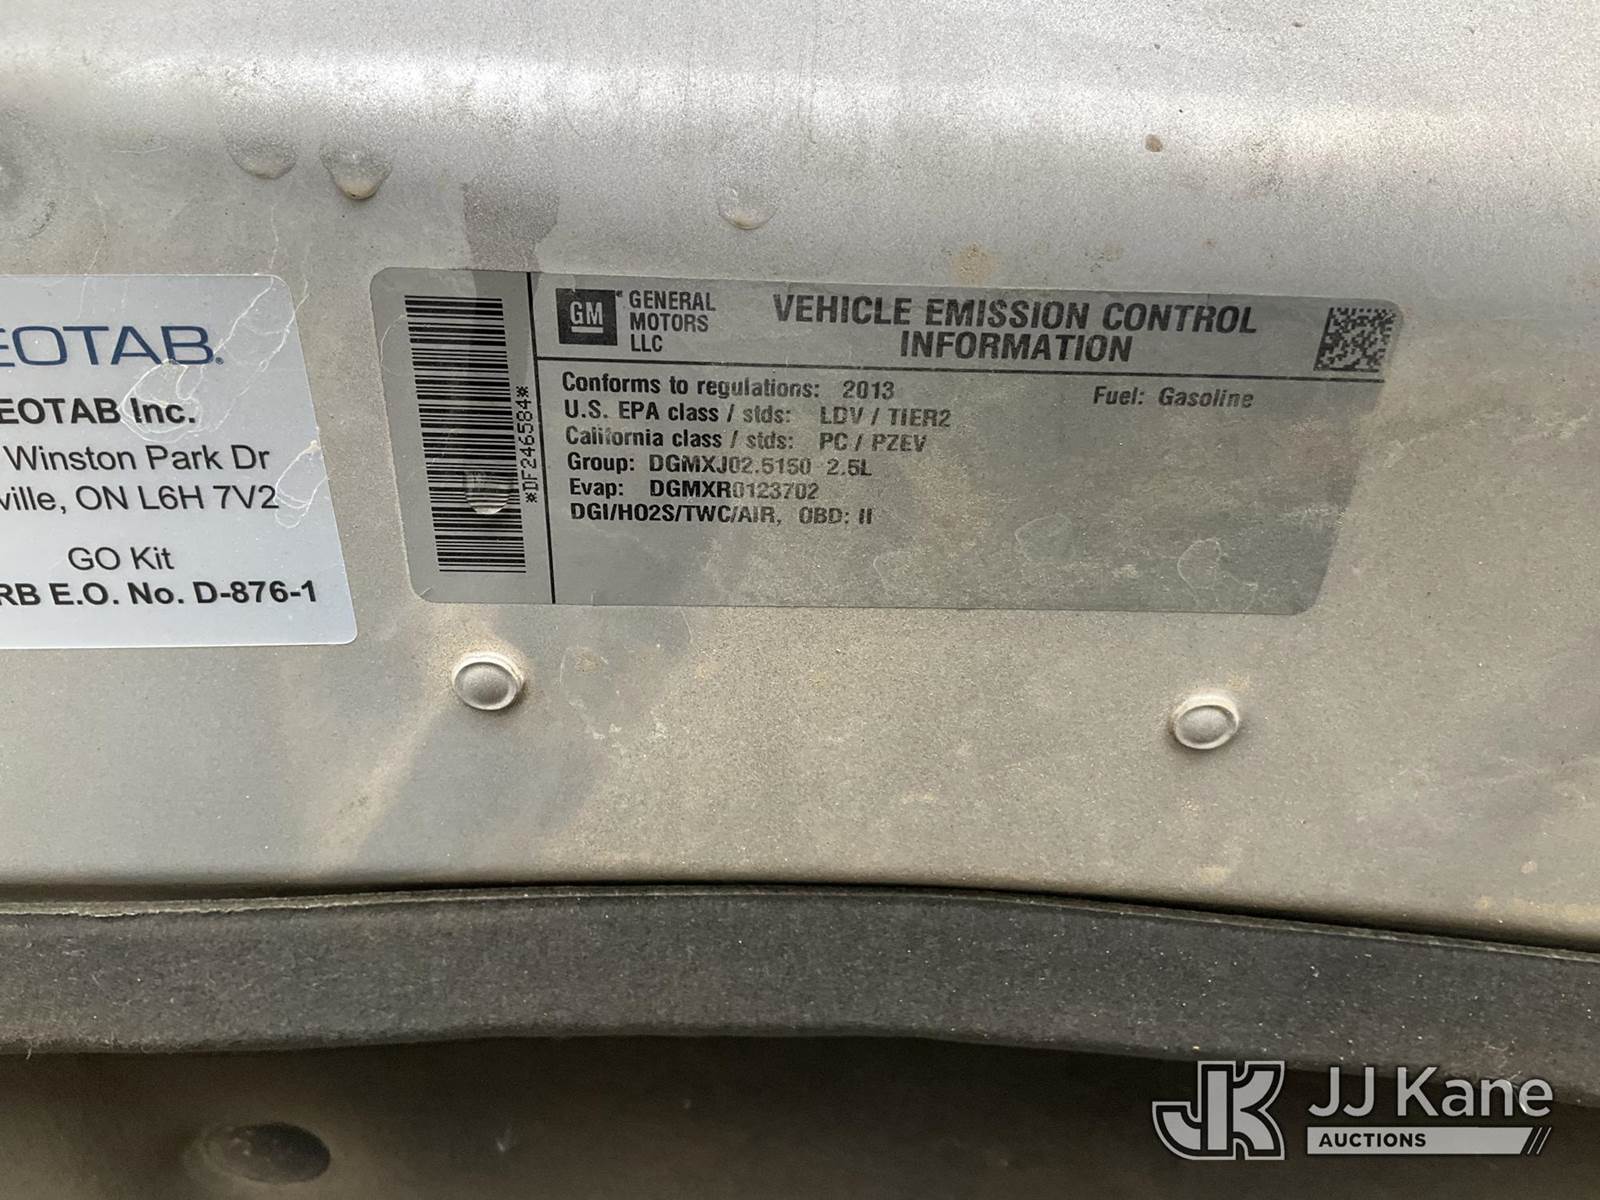 EOTAB®
EOTAB Inc.
Winston Park Dr
ville, ON L6H 7V2
GO Kit
RB E.O. No. D-876-1
*DF246584*
GM
GENERAL
MOTORS
LLC
VEHICLE EMISSION CONTROL
INFORMATION
Conforms to regulations: 2013
Fuel: Gasoline
U.S. EPA class / stds: LDV / TIER2
California class / stds: PC / PZEV
Group: DGMXJ02.5150 2.5L
Evap: DGMXR0123702
DGI/HO2S/TWC/AIR, OBD: II
JK
JJ Kane
AUCTIONS